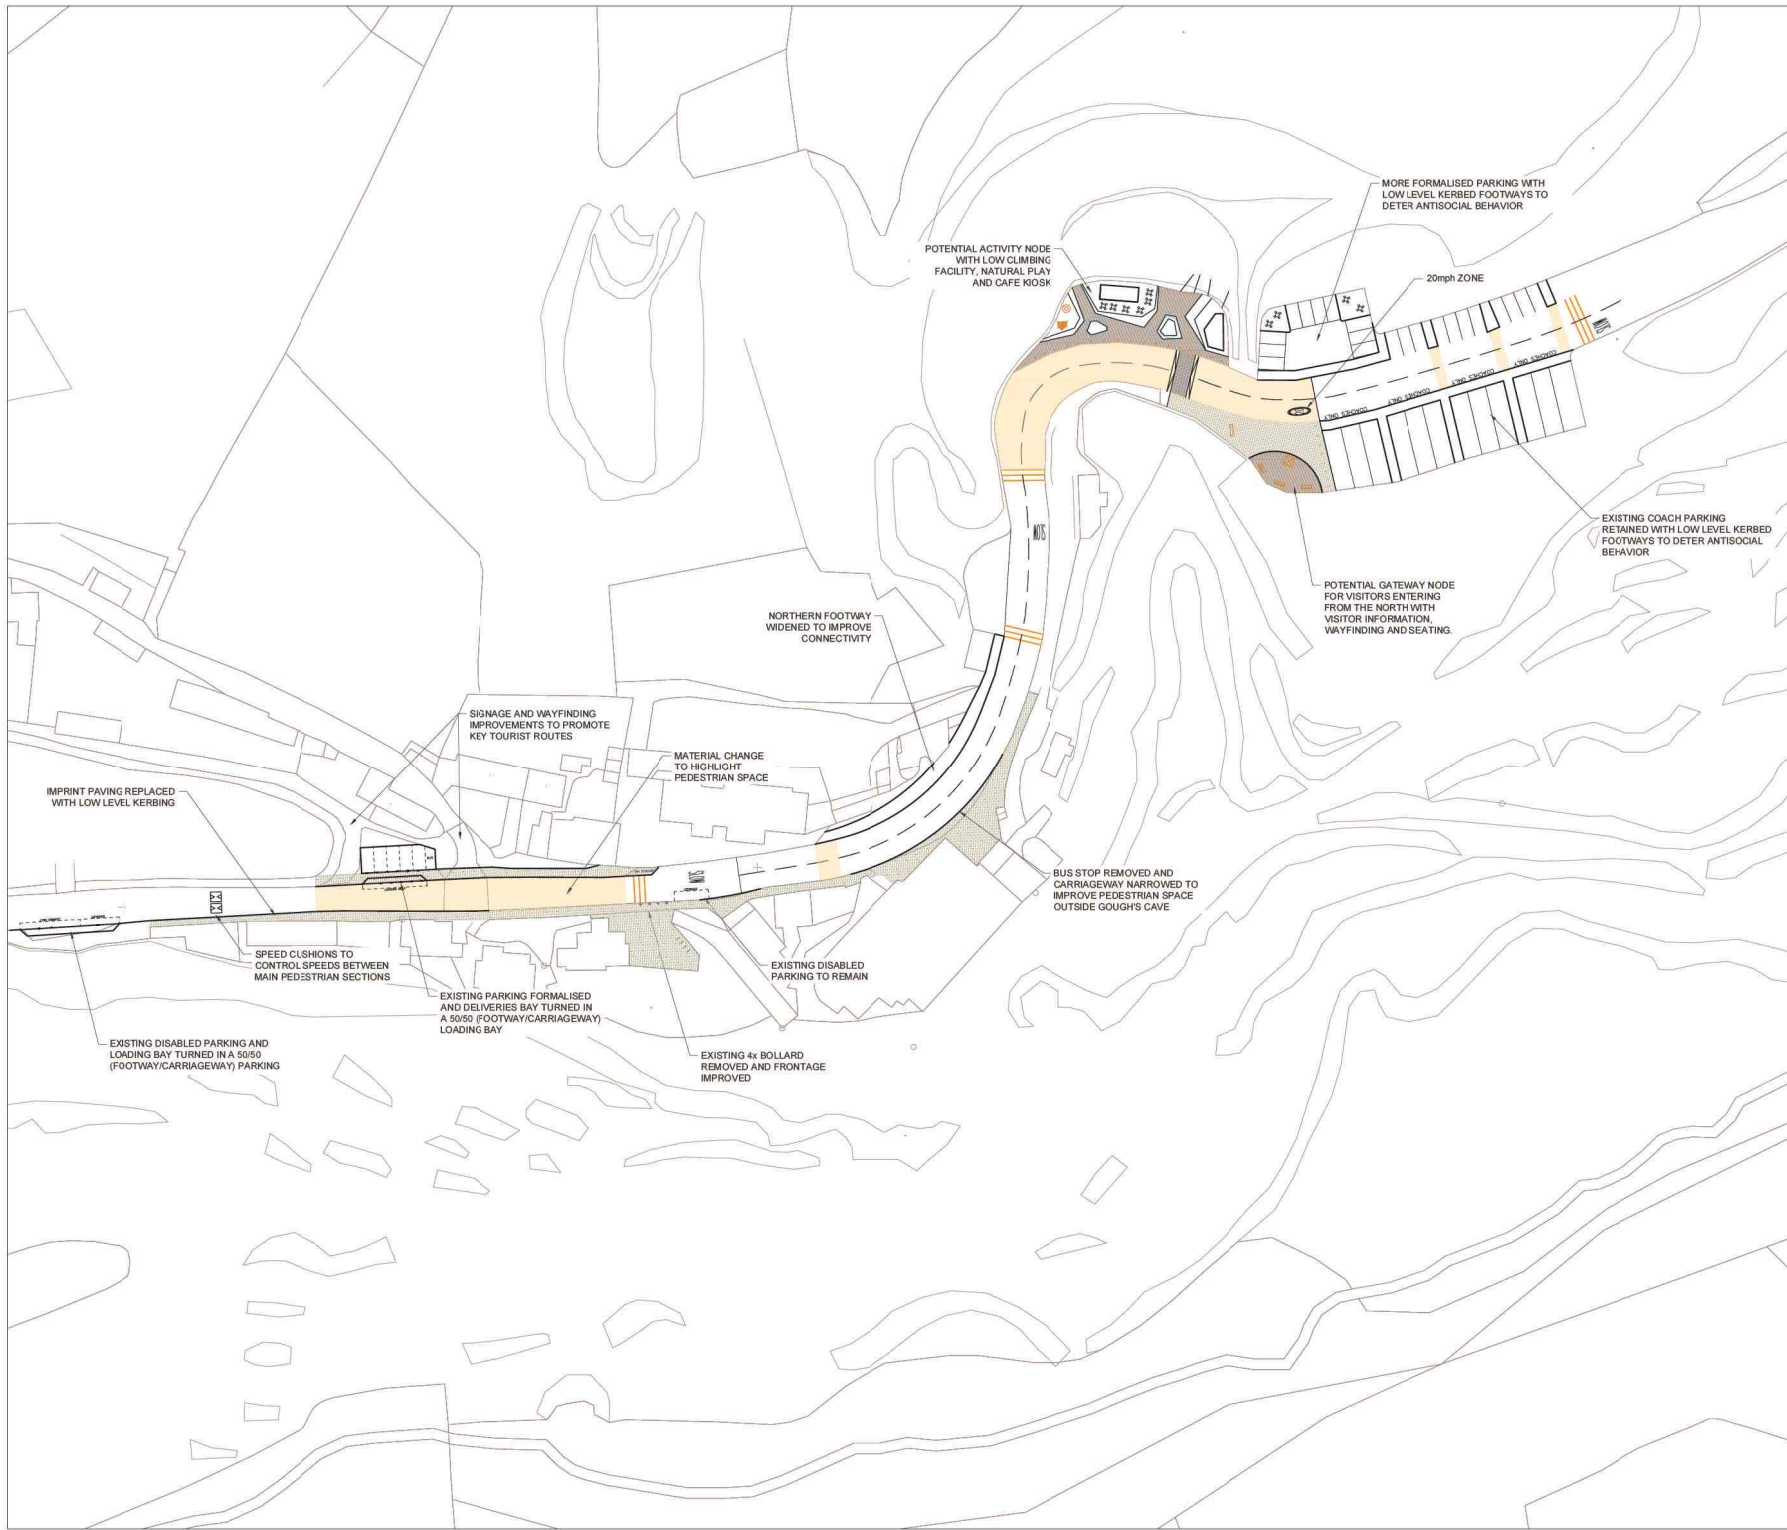 MORE FORMALISED PARKING WITH
LOW LEVEL KERBED FOOTWAYS TO
DETER ANTISOCIAL BEHAVIOR
POTENTIAL ACTIVITY NODE
WITH LOW CLIMBING
FACILITY, NATURAL PLAY
AND CAFE KIOSK
20mph ZONE
SLOW
COACHES ONLY
COACHES ONLY
COACHES ONLY
COACHES ONLY
EXISTING COACH PARKING
RETAINED WITH LOW LEVEL KERBED
FOOTWAYS TO DETER ANTISOCIAL
BEHAVIOR
SLOW
POTENTIAL GATEWAY NODE
FOR VISITORS ENTERING
FROM THE NORTH WITH
VISITOR INFORMATION,
WAYFINDING AND SEATING.
NORTHERN FOOTWAY
WIDENED TO IMPROVE
CONNECTIVITY
SIGNAGE AND WAYFINDING
IMPROVEMENTS TO PROMOTE
KEY TOURIST ROUTES
MATERIAL CHANGE
TO HIGHLIGHT
PEDESTRIAN SPACE
IMPRINT PAVING REPLACED
WITH LOW LEVEL KERBING
SLOW
BUS STOP REMOVED AND
CARRIAGEWAY NARROWED TO
IMPROVE PEDESTRIAN SPACE
OUTSIDE GOUGH'S CAVE
SPEED CUSHIONS TO
CONTROL SPEEDS BETWEEN
MAIN PEDESTRIAN SECTIONS
EXISTING DISABLED
PARKING TO REMAIN
EXISTING PARKING FORMALISED
AND DELIVERIES BAY TURNED IN
A 50/50 (FOOTWAY/CARRIAGEWAY)
LOADING BAY
EXISTING DISABLED PARKING AND
LOADING BAY TURNED IN A 50/50
(FOOTWAY/CARRIAGEWAY) PARKING
EXISTING 4x BOLLARD
REMOVED AND FRONTAGE
IMPROVED